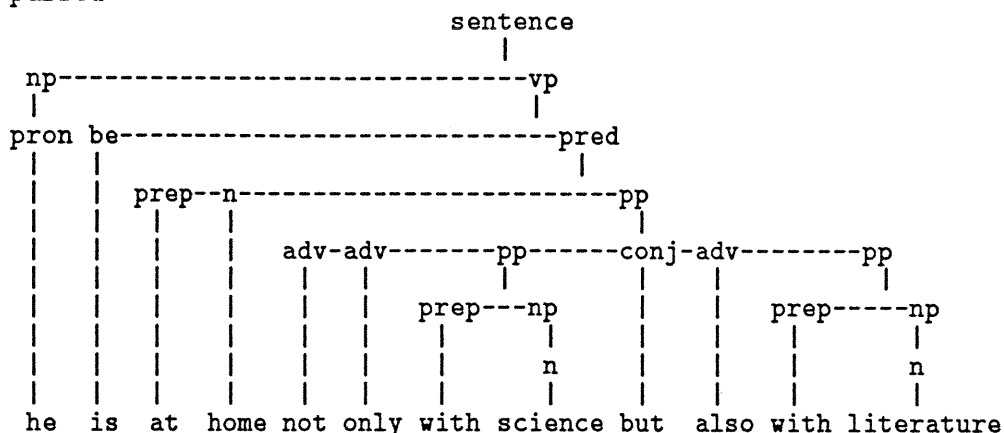 sentence
np vp
pron be pred
prep n pp
adv adv pp conj adv pp
prep np prep np
n n
he is at home not only with science but also with literature